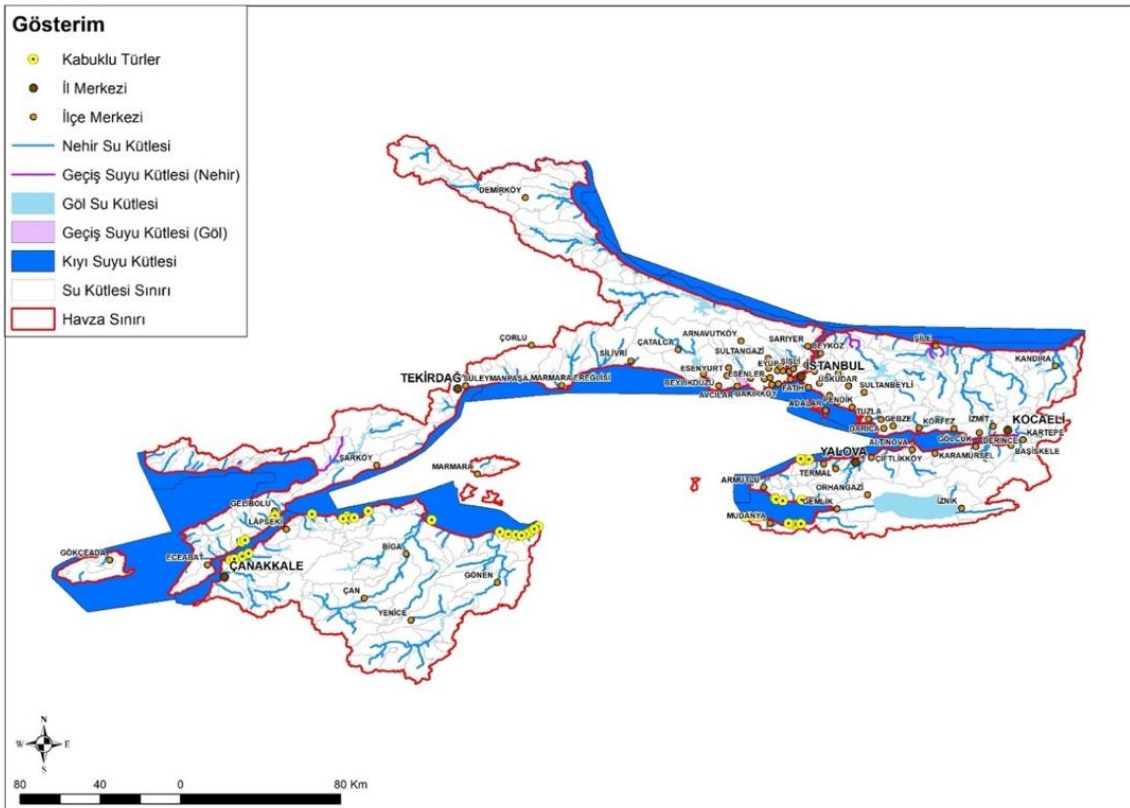 Gösterim
Kabuklu Türler
İl Merkezi
İlçe Merkezi
Nehir Su Kütlesi
Geçiş Suyu Kütlesi (Nehir)
Göl Su Kütlesi
Geçiş Suyu Kütlesi (Göl)
Kıyı Suyu Kütlesi
Su Kütlesi Sınırı
Havza Sınırı
DEMİRKÖY
ÇORLU
ARNAVUTKÖY
SARIYER
BEYKOZ
ŞİLE
ÇATALCA
SULTANGAZİ
SİLİVRİ
KANDIRA
EYÜP
ŞİŞLİ
İSTANBUL
ESENYURT
ESENLER
TEKİRDAĞ
SÜLEYMANPAŞA
MARMARA EREĞLİSİ
BEYLİKDÜZÜ
FATİH
ÜSKÜDAR
SULTANBEYLİ
AVCILAR
BAKIRKÖY
PENDİK
ADALAR
TUZLA
GEBZE
DARICA
KÖRFEZ
İZMİT
KOCAELİ
KARTEPE
GÖLCÜK
DERİNCE
BAŞİSKELE
ALTINOVA
KARAMÜRSEL
YALOVA
ÇİFTLİKKÖY
TERMAL
ŞARKÖY
MARMARA
ARMUTLU
ORHANGAZİ
GEMLİK
İZNİK
MUDANYA
GELİBOLU
LAPSEKİ
GÖKÇEADA
ECEABAT
ÇANAKKALE
BİGA
GÖNEN
ÇAN
YENİCE
N
W
E
S
80 40 0 80 Km